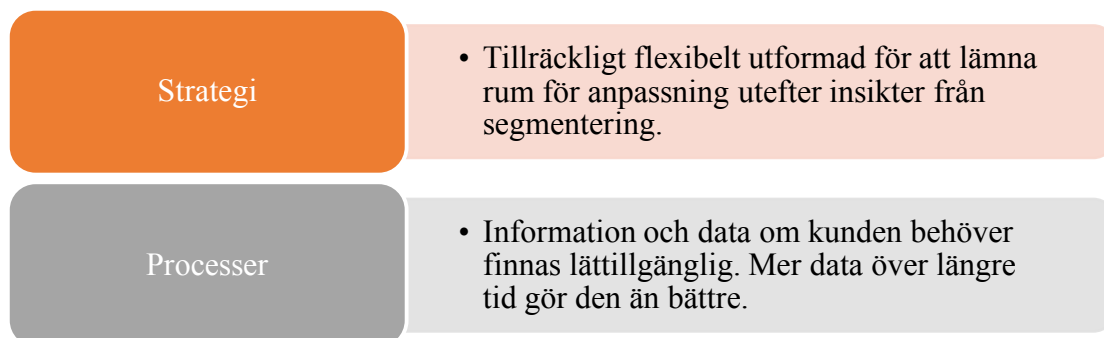 Strategi
• Tillräckligt flexibelt utformad för att lämna
rum för anpassning utefter insikter från
segmentering.
Processer
• Information och data om kunden behöver
finnas lättillgänglig. Mer data över längre
tid gör den än bättre.